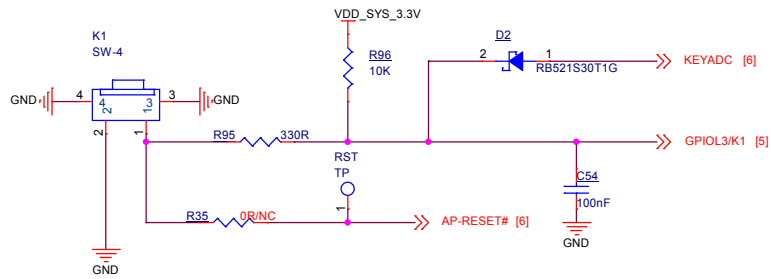 VDD_SYS_3.3V
K1
SW-4
R96
10K
D2
2
1
RB521S30T1G
KEYADC [6]
GND
4
4
2
1
3
3
GND
2
1
R95
330R
GPIOL3/K1 [5]
RST
TP
1
C54
100nF
R35
0R/NC
AP-RESET# [6]
GND
GND